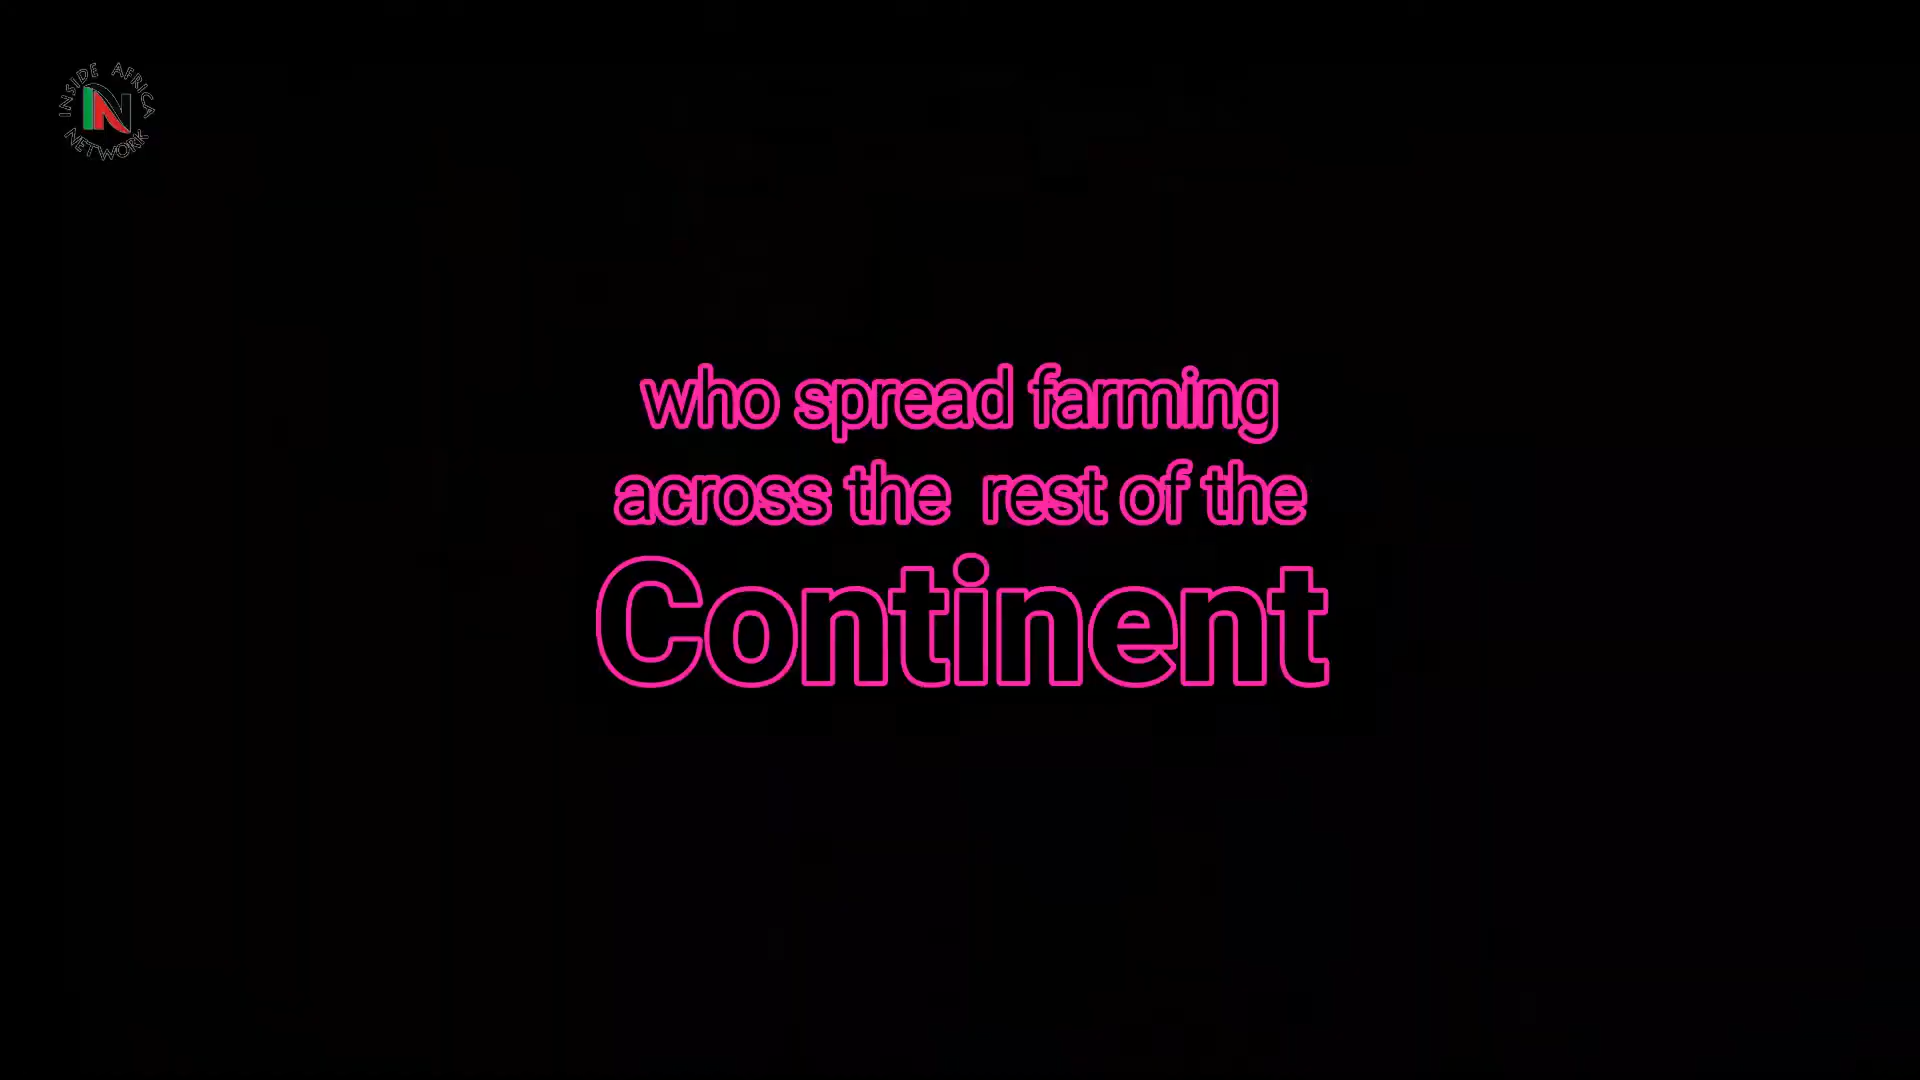 INSIDE AFRICA
NETWORK
who spread farming
across the rest of the
Continent